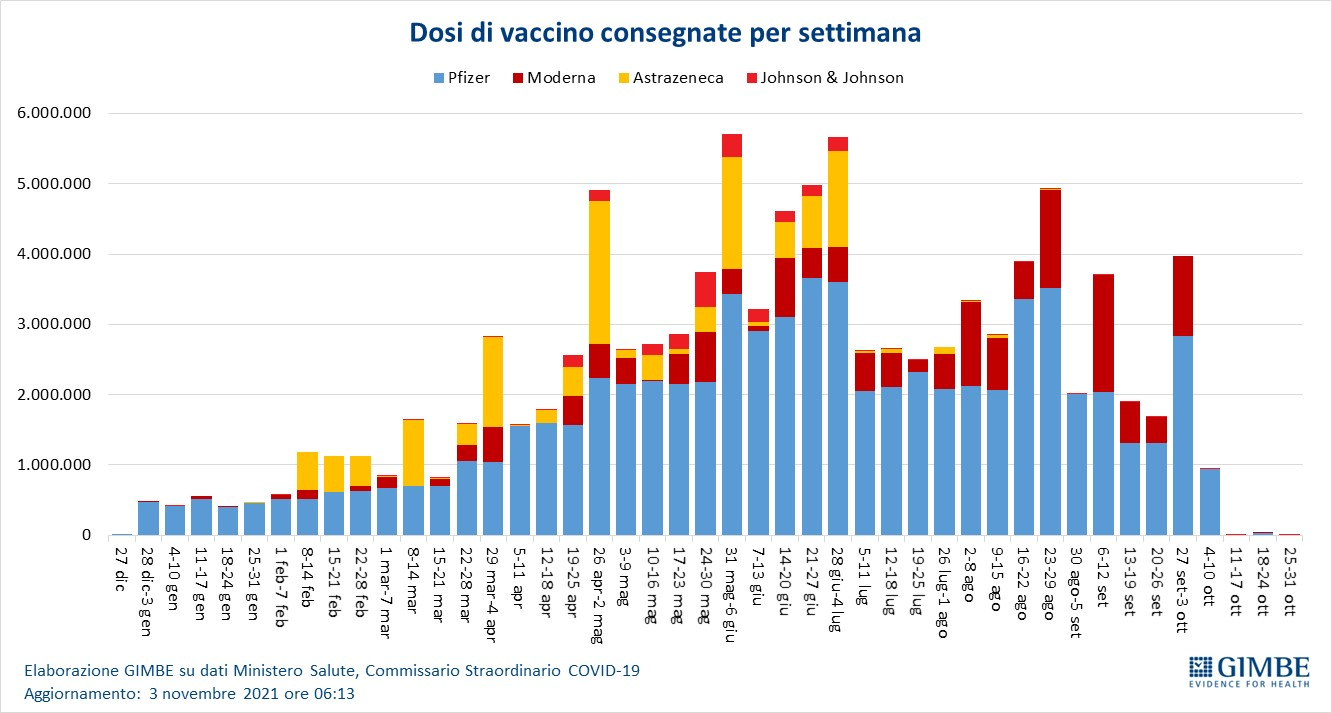 Dosi di vaccino consegnate per settimana
Pfizer Moderna Astrazeneca Johnson & Johnson
6.000.000
5.000.000
4.000.000
3.000.000
2.000.000
1.000.000
0
27 dic
28 dic-3 gen
4-10 gen
11-17 gen
18-24 gen
25-31 gen
1 feb-7 feb
8-14 feb
15-21 feb
22-28 feb
1 mar-7 mar
8-14 mar
15-21 mar
22-28 mar
29 mar-4 apr
5-11 apr
12-18 apr
19-25 apr
26 apr-2 mag
3-9 mag
10-16 mag
17-23 mag
24-30 mag
31 mag-6 giu
7-13 giu
14-20 giu
21-27 giu
28 giu-4 lug
5-11 lug
12-18 lug
19-25 lug
26 lug-1 ago
2-8 ago
9-15 ago
16-22 ago
23-29 ago
30 ago-5 set
6-12 set
13-19 set
20-26 set
27 set-3 ott
4-10 ott
11-17 ott
18-24 ott
25-31 ott
Elaborazione GIMBE su dati Ministero Salute, Commissario Straordinario COVID-19
Aggiornamento: 3 novembre 2021 ore 06:13
GIMBE
EVIDENCE FOR HEALTH